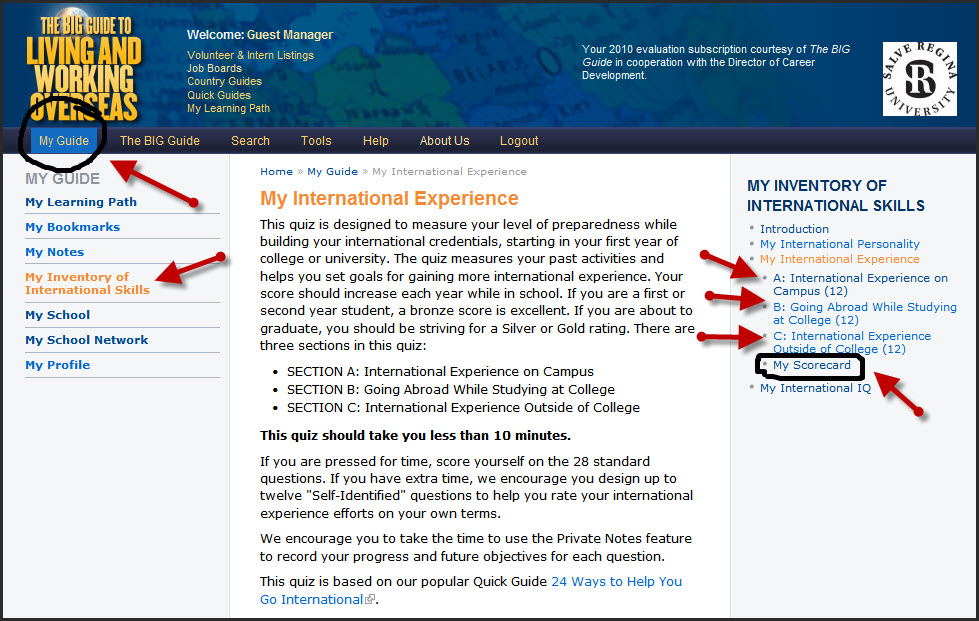 THE BIG GUIDE TO
LIVING AND
WORKING
OVERSEAS
Welcome: Guest Manager
Volunteer & Intern Listings
Job Boards
Country Guides
Quick Guides
My Learning Path
Your 2010 evaluation subscription courtesy of The BIG
Guide in cooperation with the Director of Career
Development.
SALVE REGINA
UNIVERSITY
R
My Guide
The BIG Guide
Search
Tools
Help
About Us
Logout
MY GUIDE
My Learning Path
My Bookmarks
My Notes
My Inventory of
International Skills
My School
My School Network
My Profile
Home » My Guide » My International Experience
My International Experience
This quiz is designed to measure your level of preparedness while
building your international credentials, starting in your first year of
college or university. The quiz measures your past activities and
helps you set goals for gaining more international experience. Your
score should increase each year while in school. If you are a first or
second year student, a bronze score is excellent. If you are about to
graduate, you should be striving for a Silver or Gold rating. There are
three sections in this quiz:
• SECTION A: International Experience on Campus
• SECTION B: Going Abroad While Studying at College
• SECTION C: International Experience Outside of College
This quiz should take you less than 10 minutes.
If you are pressed for time, score yourself on the 28 standard
questions. If you have extra time, we encourage you design up to
twelve "Self-Identified" questions to help you rate your international
experience efforts on your own terms.
We encourage you to take the time to use the Private Notes feature
to record your progress and future objectives for each question.
This quiz is based on our popular Quick Guide 24 Ways to Help You
Go International.
MY INVENTORY OF
INTERNATIONAL SKILLS
Introduction
My International Personality
My International Experience
A: International Experience on
Campus (12)
B: Going Abroad While Studying
at College (12)
C: International Experience
Outside of College (12)
My Scorecard
My International IQ